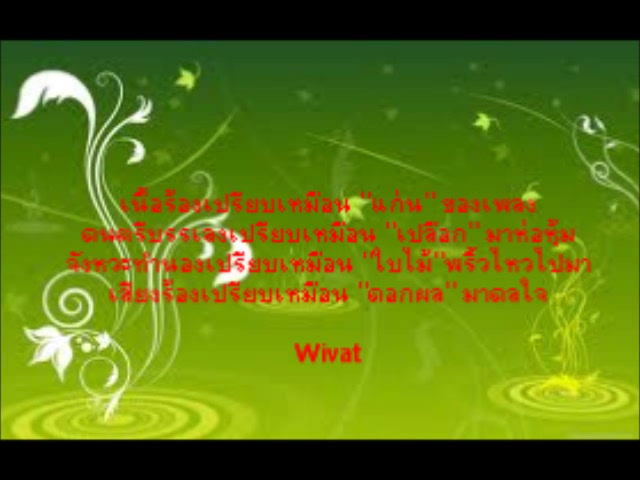 เนื้อร้องเปรียบเหมือน "แก่น" ของเพลง
ดนตรีบรรเลงเปรียบเหมือน "เปลือก" มาห่อหุ้ม
จังหวะทำนองเปรียบเหมือน "ใบไม้" พริ้วไหวไปมา
เสียงร้องเปรียบเหมือน "ดอกผล" มาดลใจ
Wivat